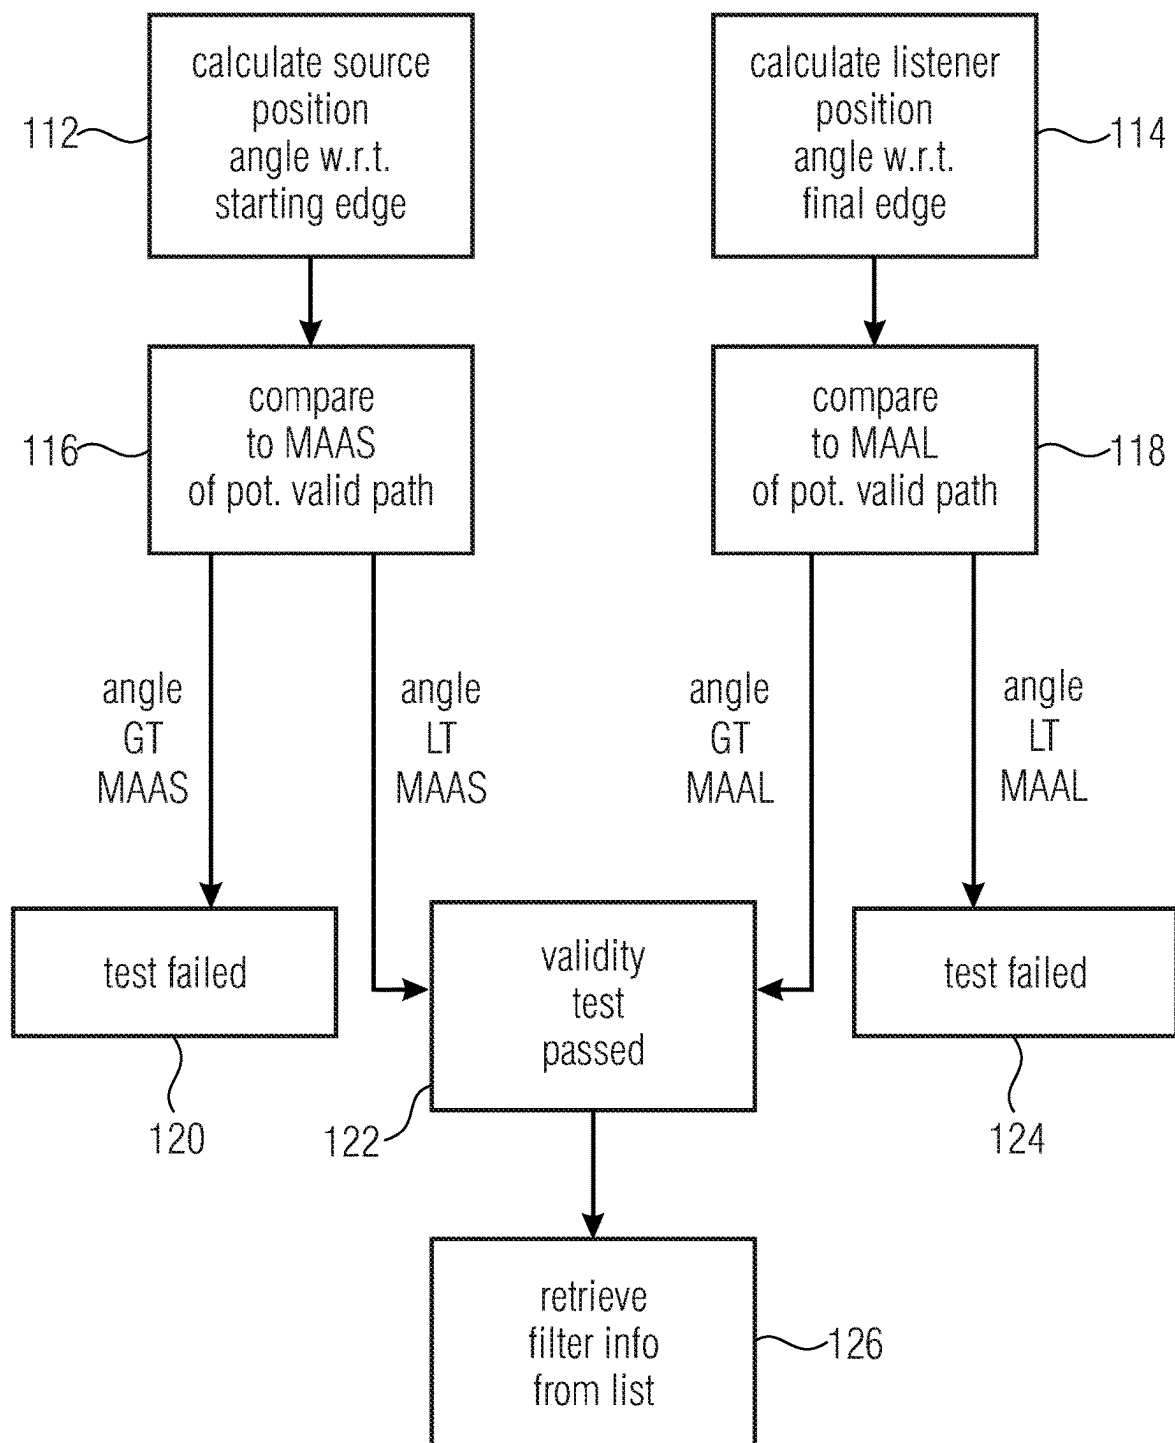 calculate source
position
angle w.r.t.
starting edge
112
calculate listener
position
angle w.r.t.
final edge
114
compare
to MAAS
of pot. valid path
116
compare
to MAAL
of pot. valid path
118
angle
GT
MAAS
angle
LT
MAAS
angle
GT
MAAL
angle
LT
MAAL
test failed
120
validity
test
passed
122
test failed
124
retrieve
filter info
from list
126